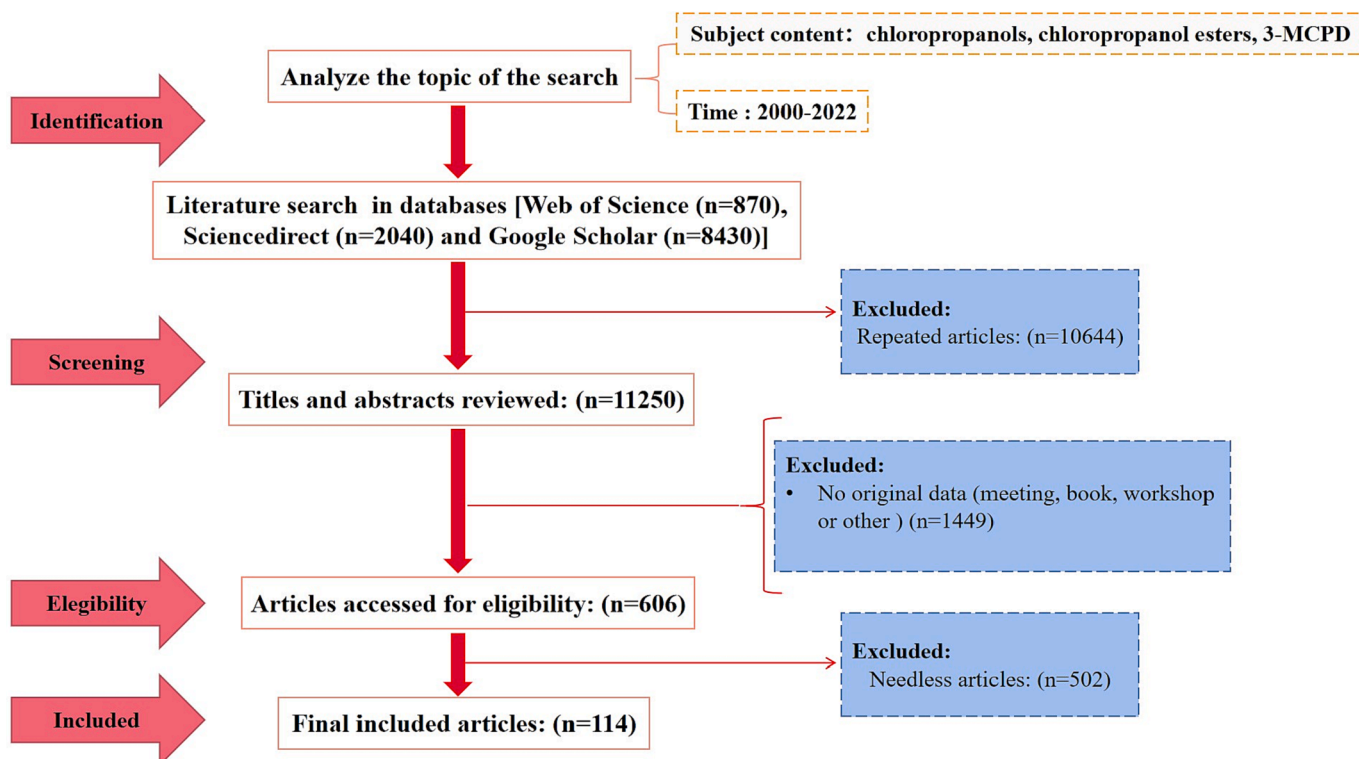 Subject content: chloropropanols, chloropropanol esters, 3-MCPD
Analyze the topic of the search
Time : 2000-2022
Identification
Literature search in databases [Web of Science (n=870),
Sciencedirect (n=2040) and Google Scholar (n=8430)]
Excluded:
Repeated articles: (n=10644)
Screening
Titles and abstracts reviewed: (n=11250)
Excluded:
• No original data (meeting, book, workshop
or other ) (n=1449)
Elegibility
Articles accessed for eligibility: (n=606)
Excluded:
Needless articles: (n=502)
Included
Final included articles: (n=114)